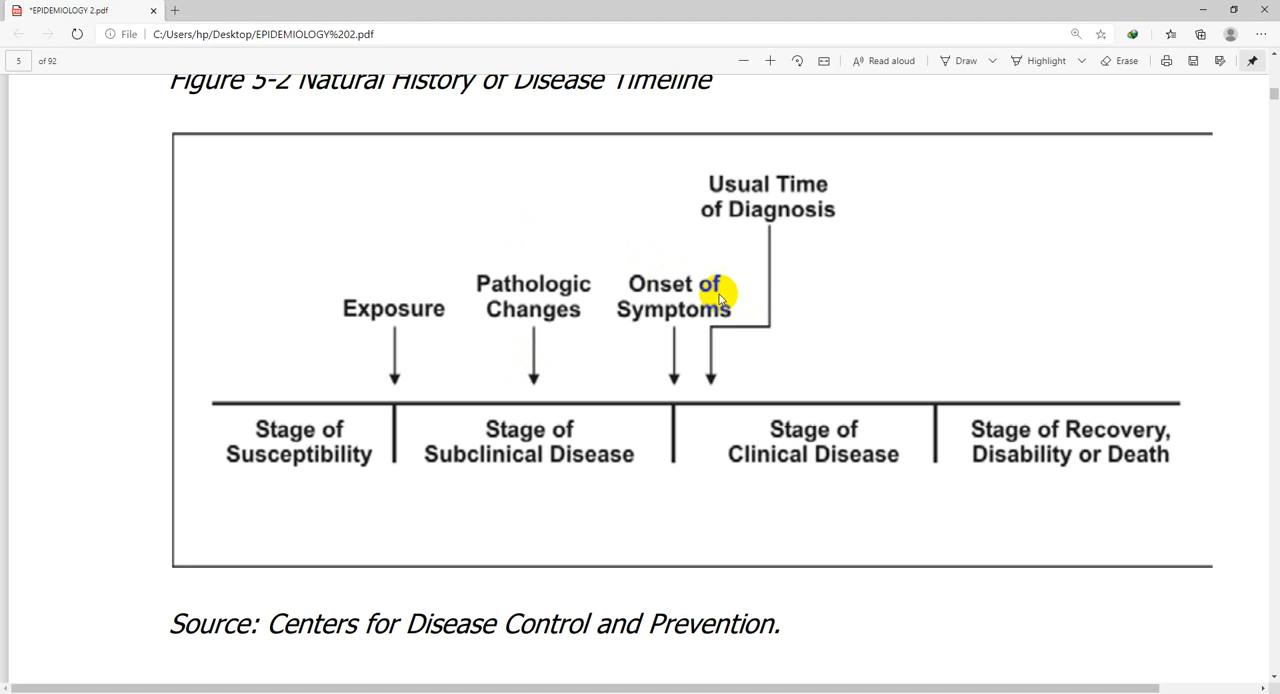 *EPIDEMIOLOGY 2.pdf
File C:/Users/hp/Desktop/EPIDEMIOLOGY%202.pdf
5 of 92
Read aloud Draw Highlight Erase
Figure 5-2 Natural History of Disease Timeline
Usual Time
of Diagnosis
Exposure
Pathologic
Changes
Onset of
Symptoms
Stage of
Susceptibility
Stage of
Subclinical Disease
Stage of
Clinical Disease
Stage of Recovery,
Disability or Death
Source: Centers for Disease Control and Prevention.